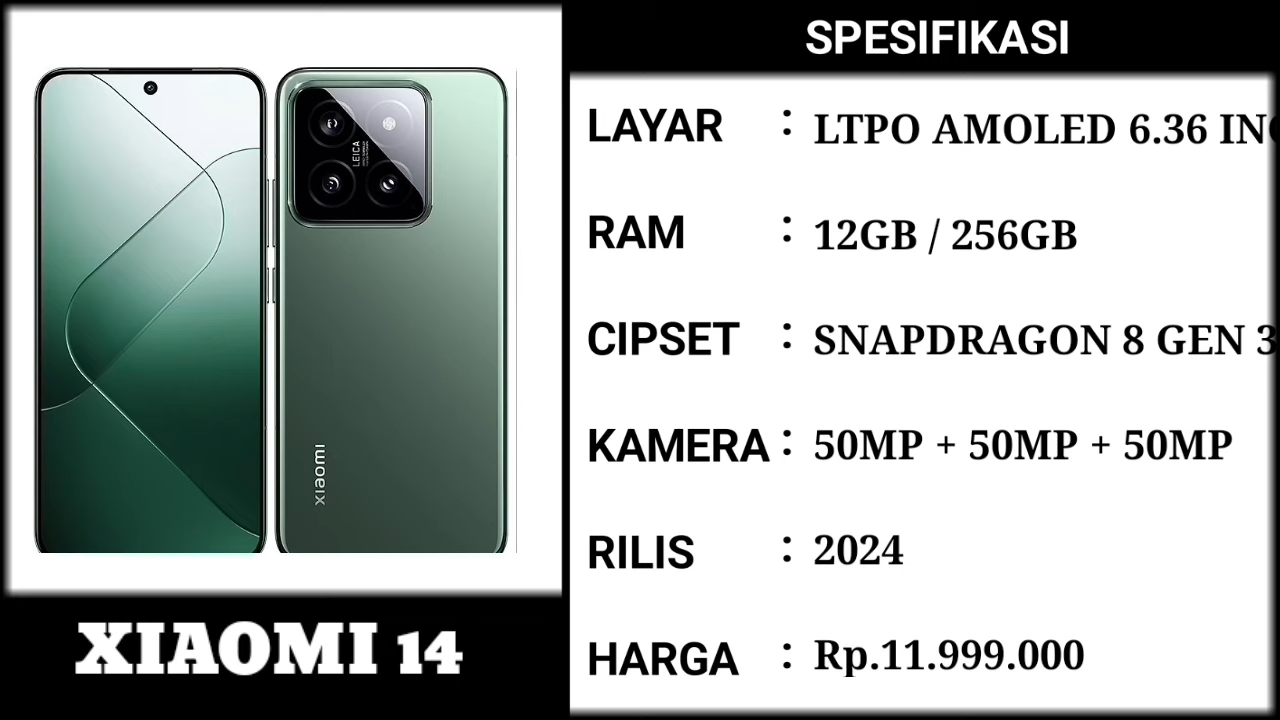 SPESIFIKASI
LAYAR : LTPO AMOLED 6.36
RAM : 12GB / 256GB
CIPSET : SNAPDRAGON 8 GEN 3
KAMERA : 50MP + 50MP + 50MP
RILIS : 2024
HARGA : Rp.11.999.000
LEICA
xiaomi
XIAOMI 14